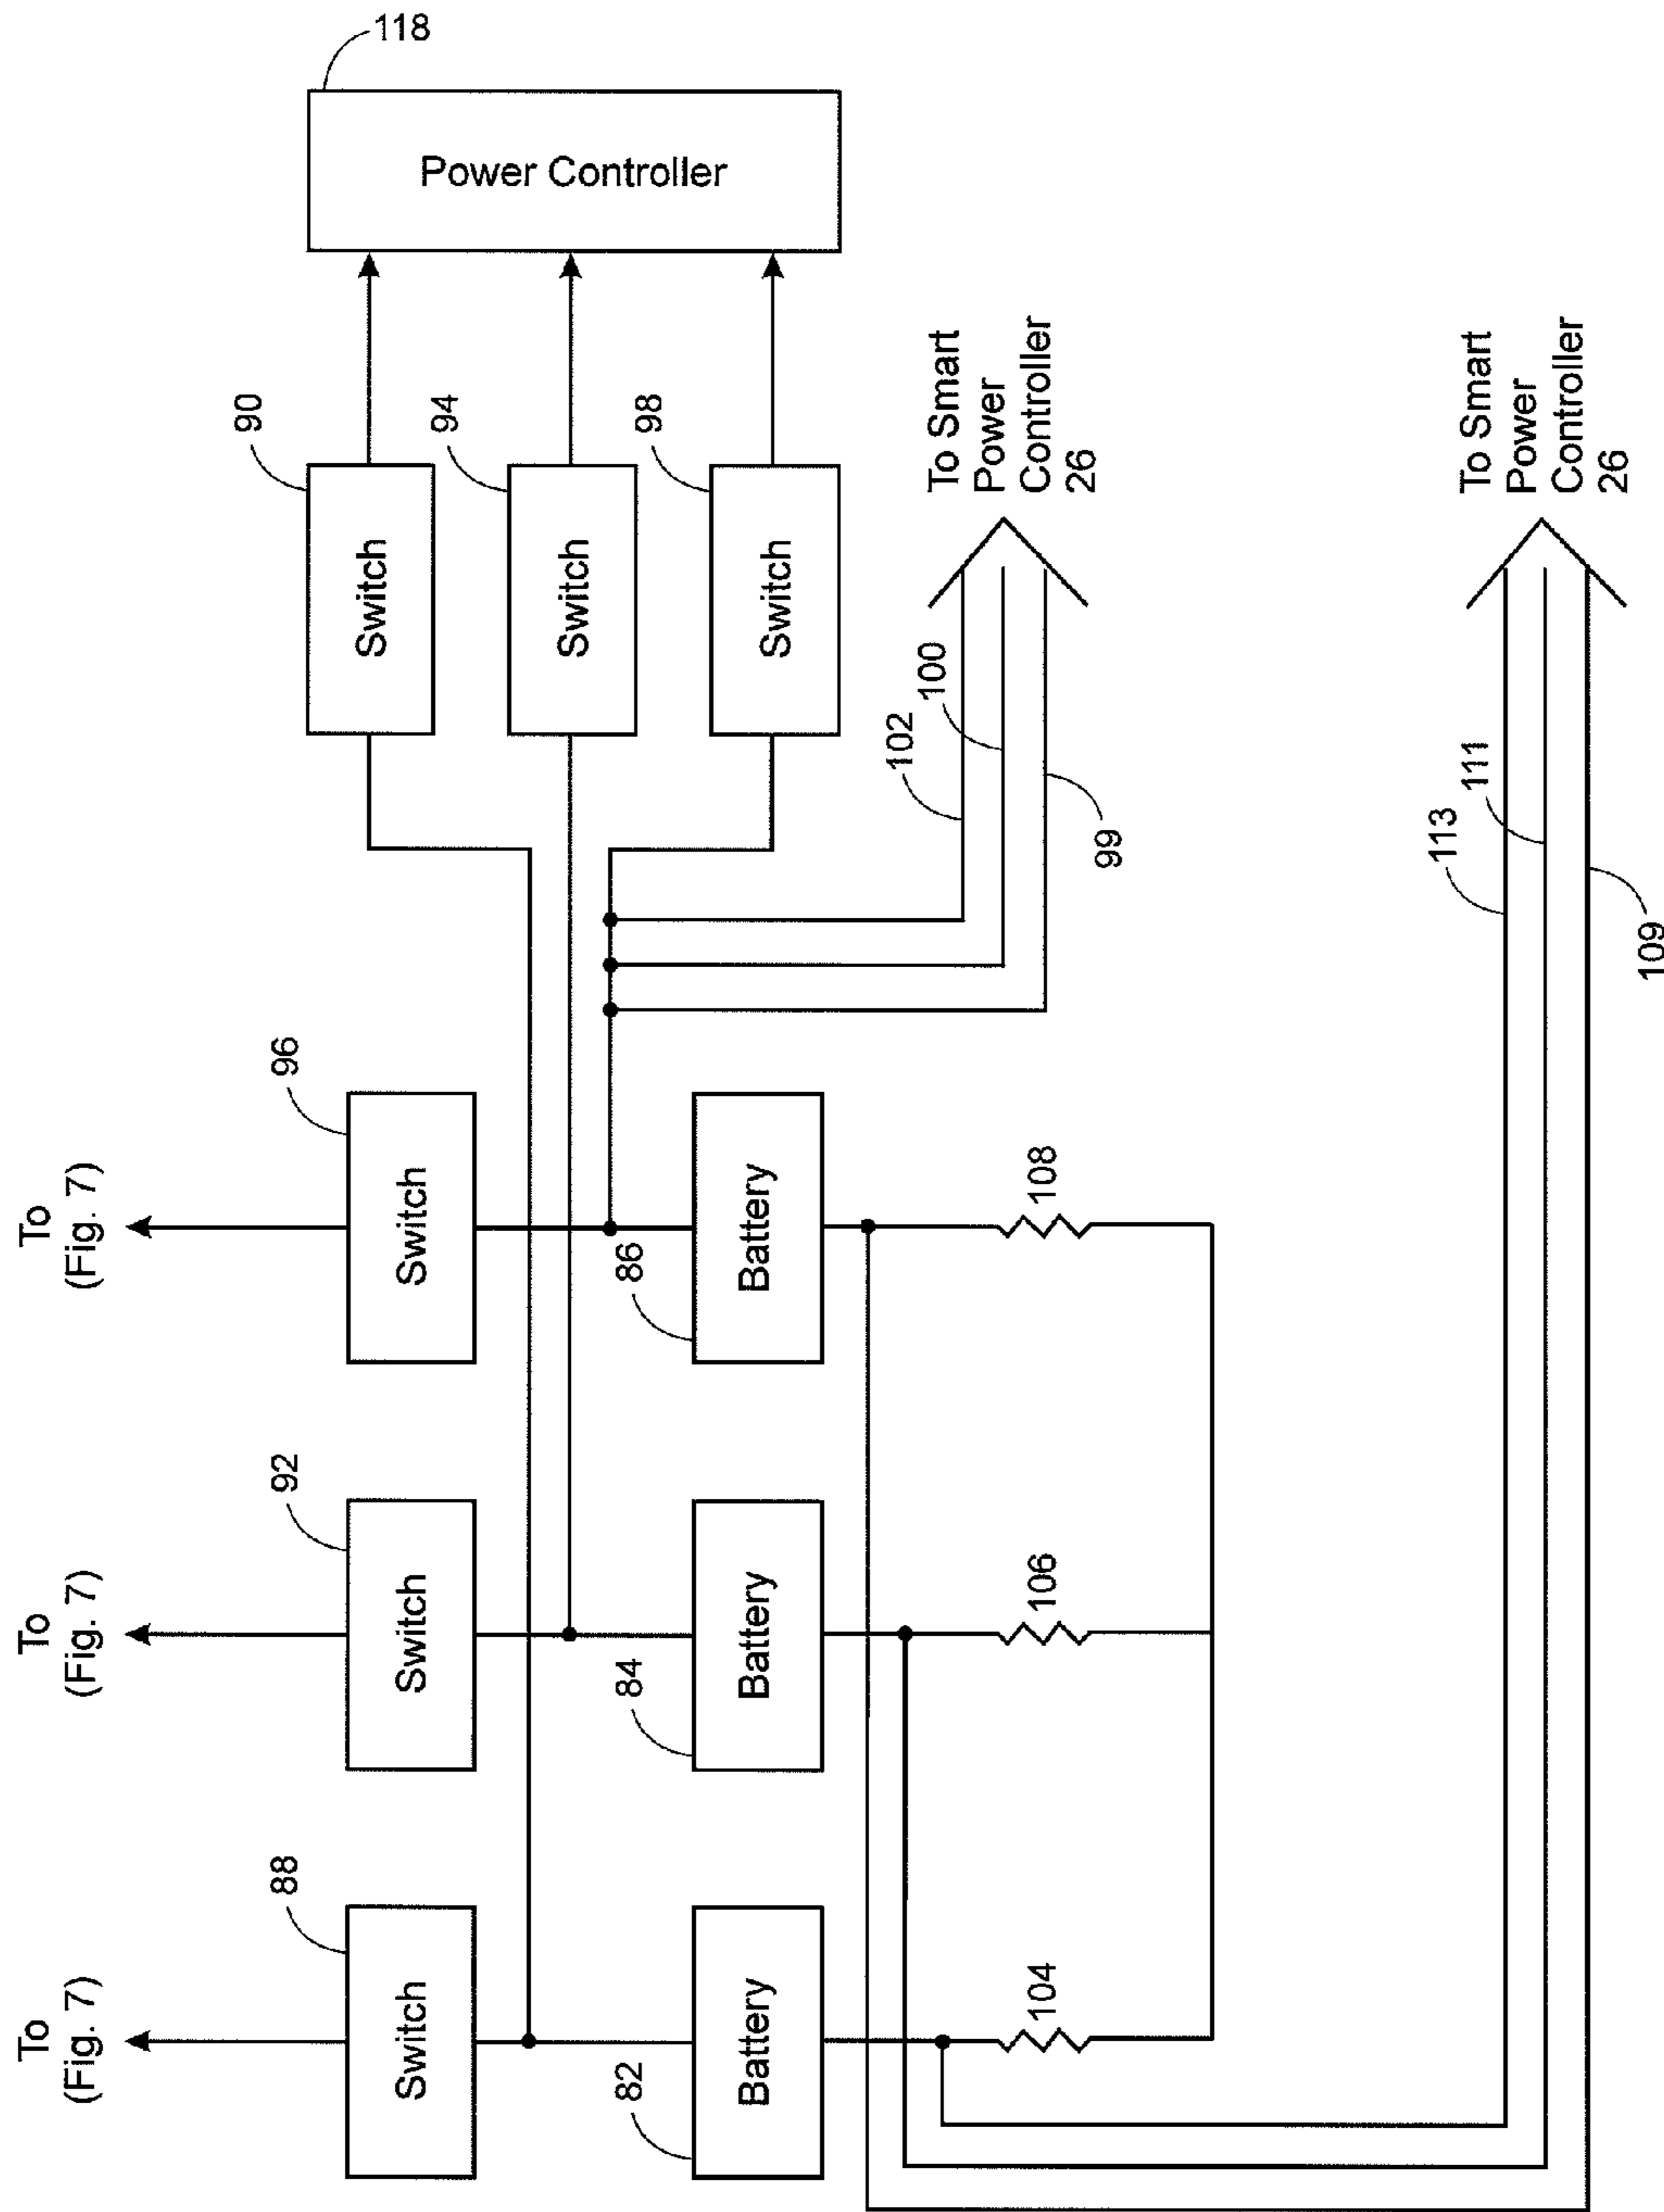 118
Power Controller
90
94
98
Switch
Switch
Switch
To Smart
Power
Controller
26
To Smart
Power
Controller
26
102
100
99
113
111
109
To
(Fig. 7)
96
Switch
86
Battery
108
To
(Fig. 7)
92
Switch
84
Battery
106
To
(Fig. 7)
88
Switch
82
Battery
104